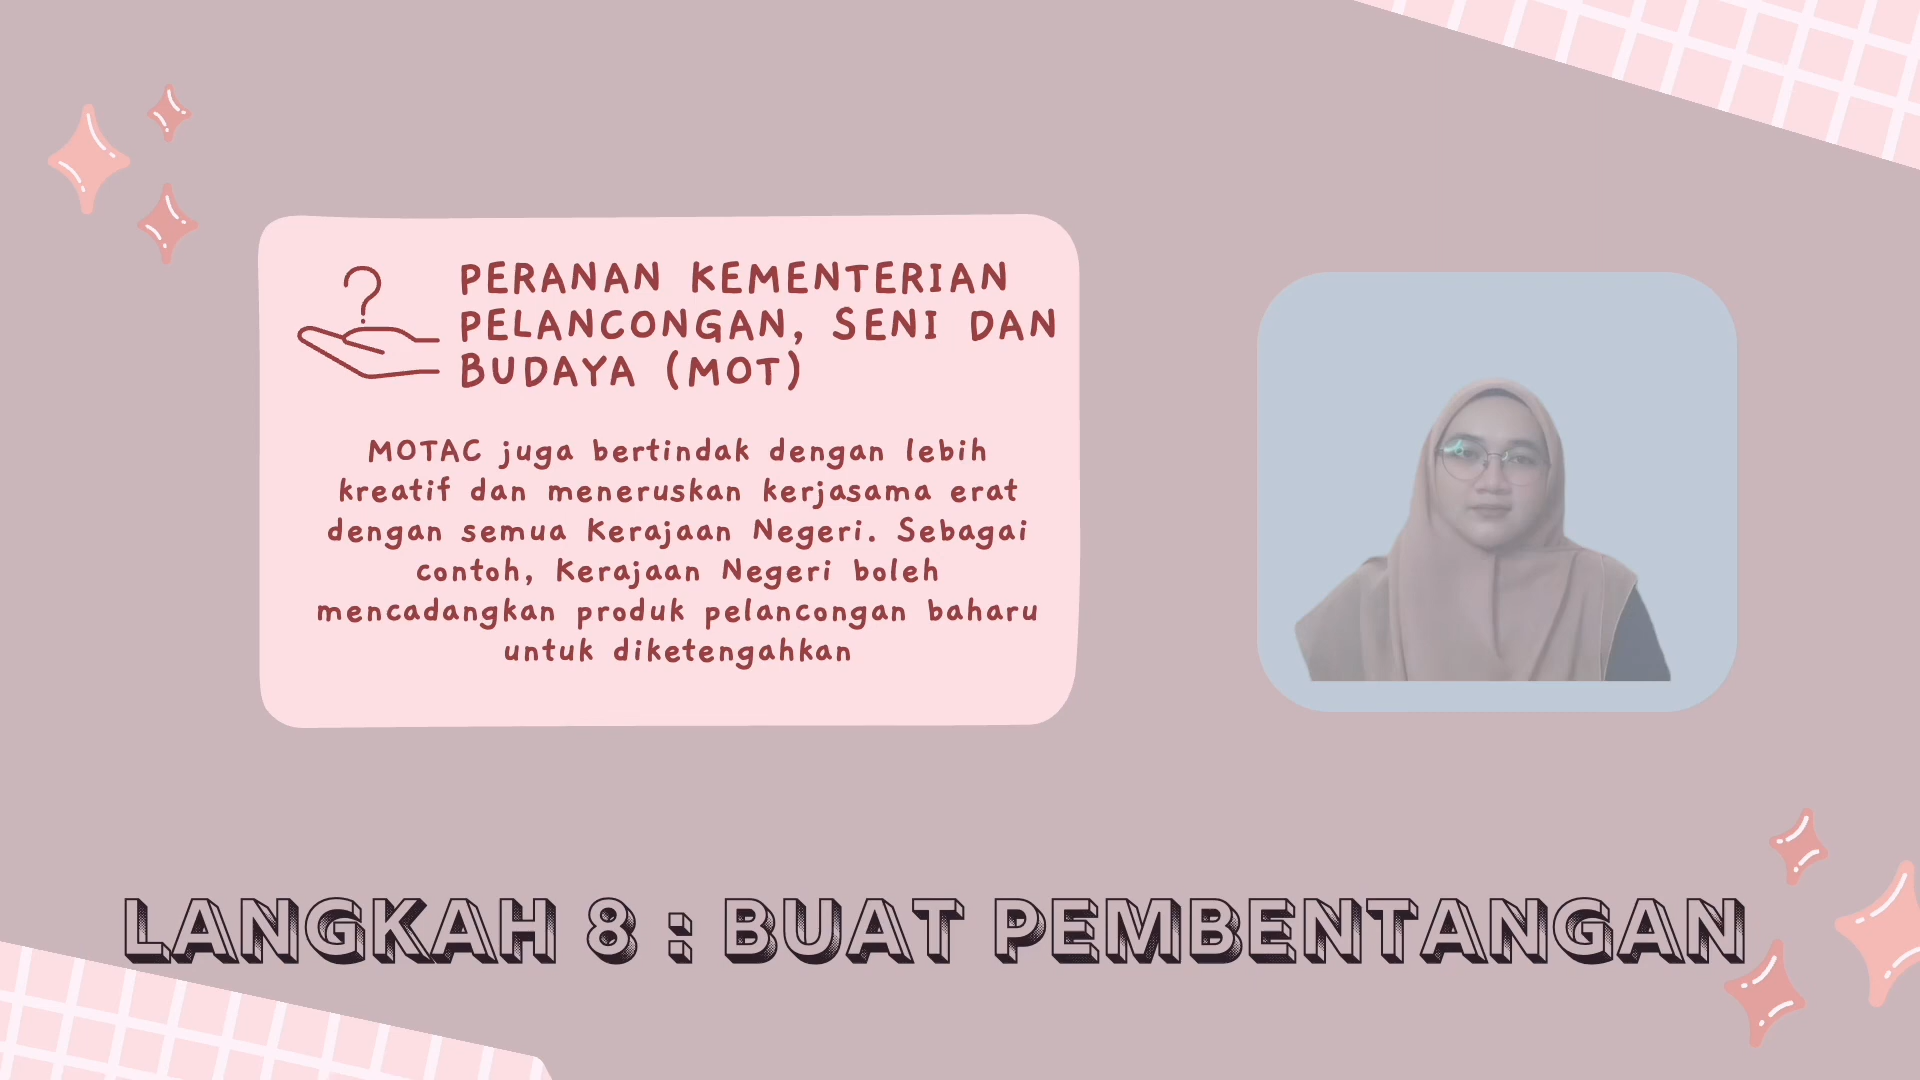 PERANAN KEMENTERIAN
PELANCONGAN, SENI DAN
BUDAYA (MOT)
MOTAC juga bertindak dengan lebih
kreatif dan meneruskan kerjasama erat
dengan semua Kerajaan Negeri. Sebagai
contoh, Kerajaan Negeri boleh
mencadangkan produk pelancongan baharu
untuk diketengahkan
LANGKAH 8 : BUAT PEMBENTANGAN